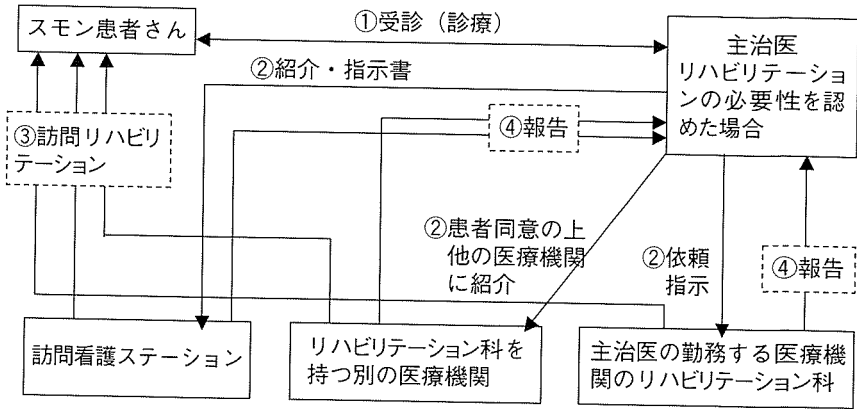 スモン患者さん
①受診（診療）
主治医
リハビリテーショ
ンの必要性を認
めた場合
②紹介・指示書
③訪問リハビリ
テーション
④報告
②患者同意の上
他の医療機関
に紹介
②依頼
指示
④報告
訪問看護ステーション
リハビリテーション科を
持つ別の医療機関
主治医の勤務する医療機
関のリハビリテーション科